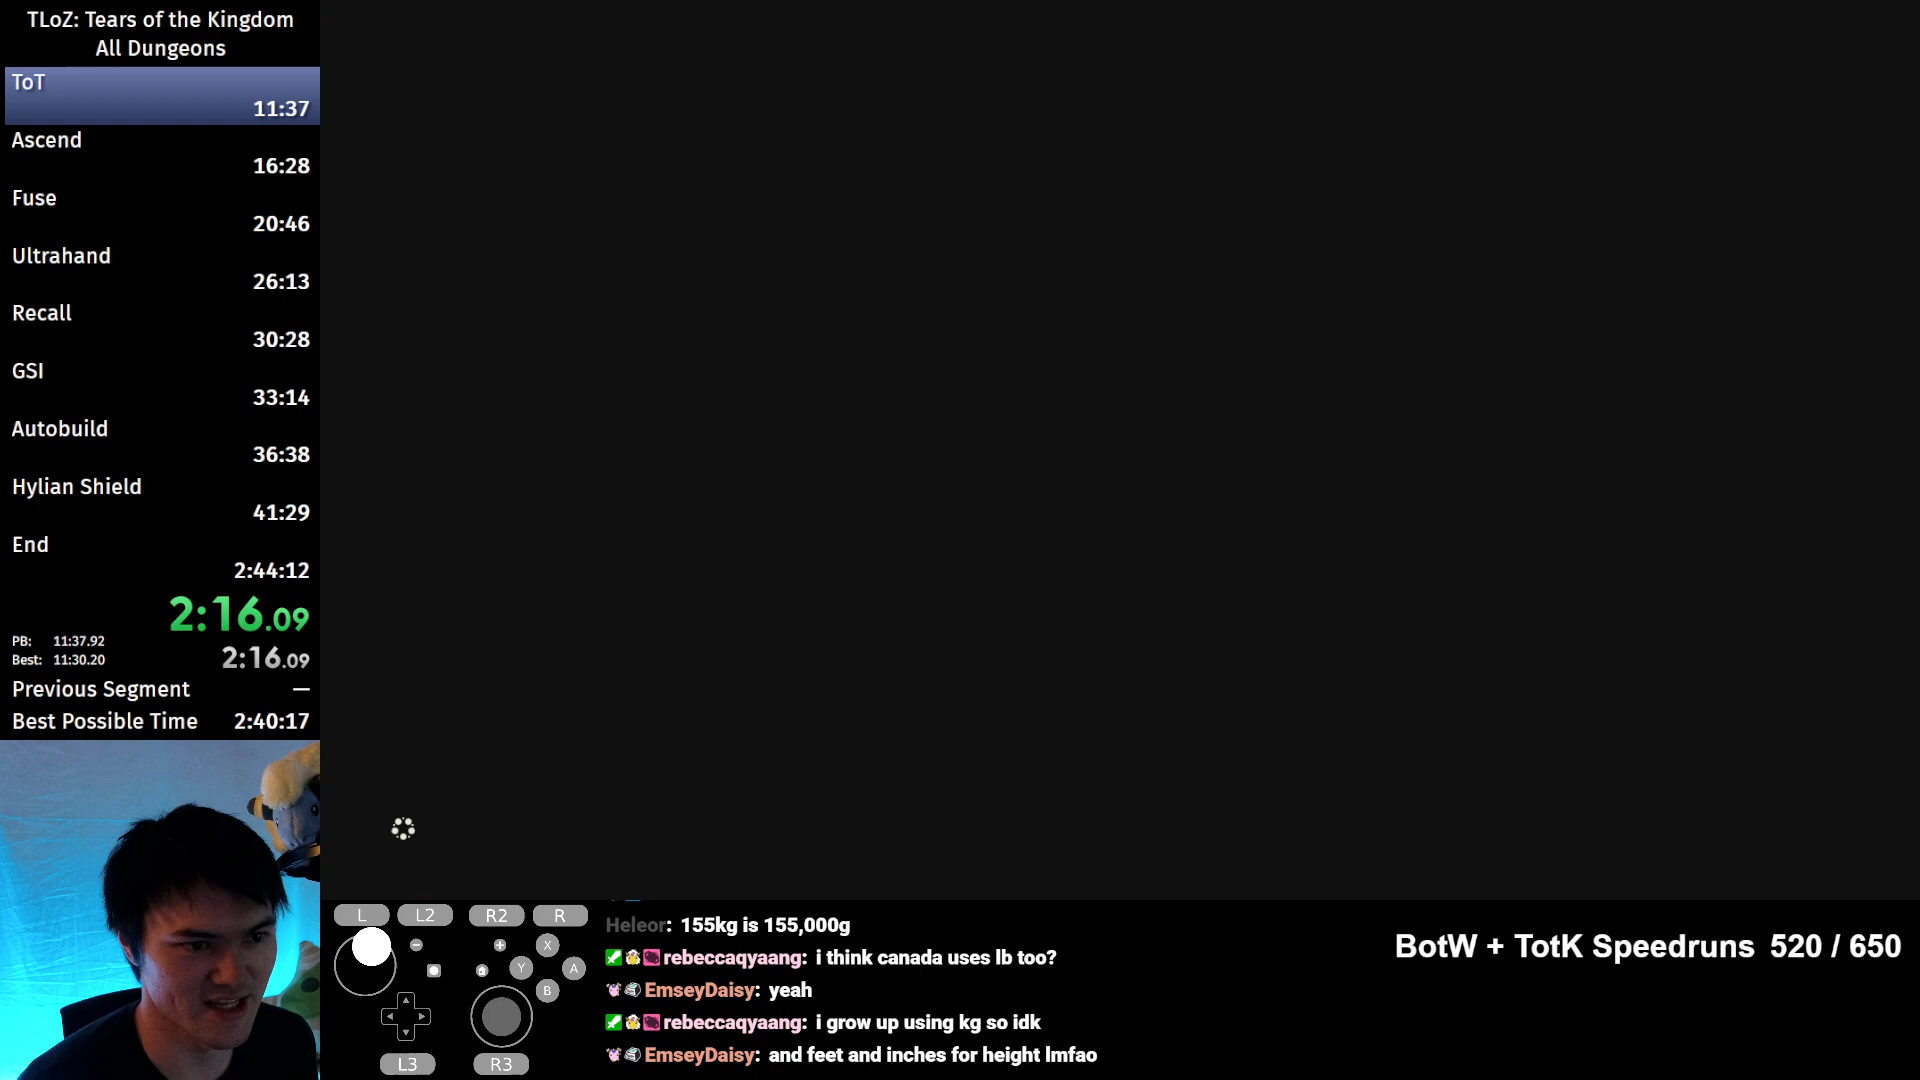 TLoZ: Tears of the Kingdom
All Dungeons
ToT
11:37
Ascend
16:28
Fuse
20:46
Ultrahand
26:13
Recall
30:28
GSI
33:14
Autobuild
36:38
Hylian Shield
41:29
End
2:44:12
2:16.09
PB: 11:37.92
Best: 11:30.20
2:16.09
Previous Segment —
Best Possible Time 2:40:17
L L2 R2 R
X
Y A
B
L3 R3
Heleor: 155kg is 155,000g
rebeccaqyaang: i think canada uses lb too?
EmseyDaisy: yeah
rebeccaqyaang: i grow up using kg so idk
EmseyDaisy: and feet and inches for height lmfao
BotW + TotK Speedruns 520 / 650